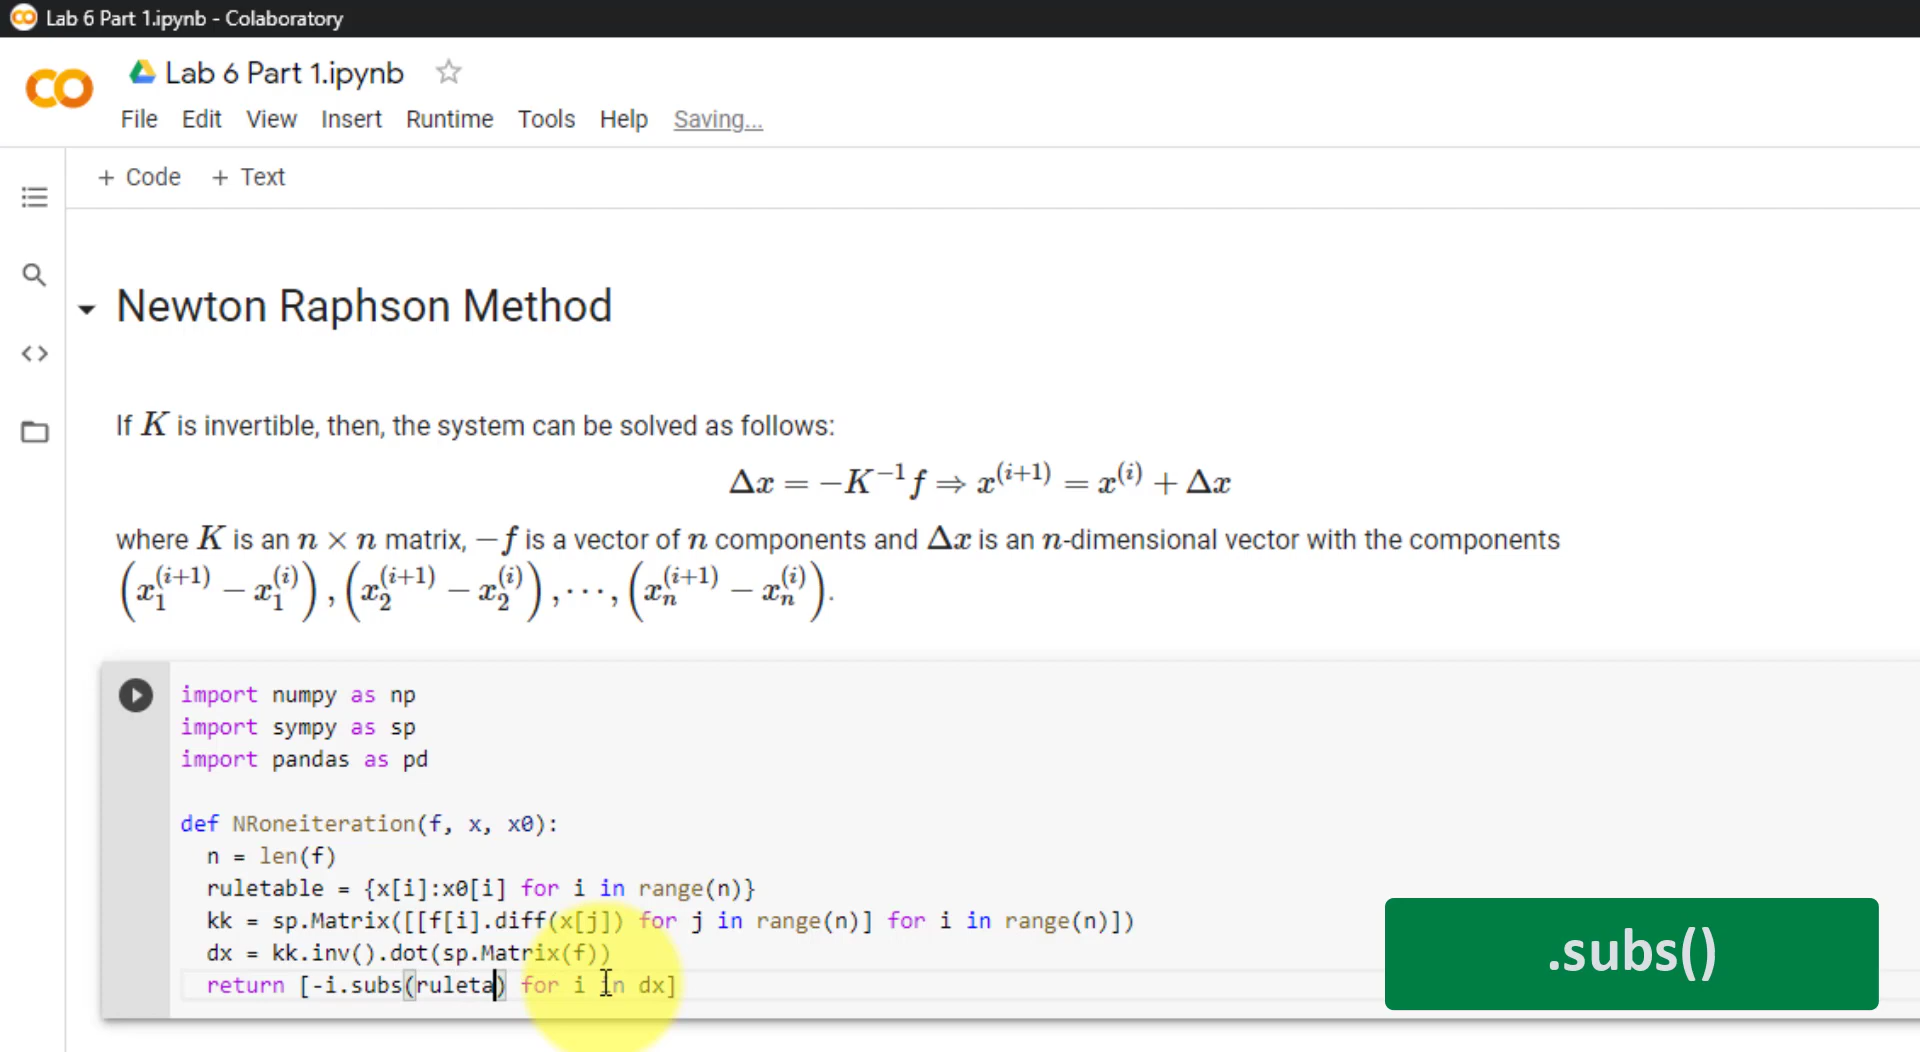 Lab 6 Part 1.ipynb - Colaboratory
Lab 6 Part 1.ipynb
File Edit View Insert Runtime Tools Help Saving...
+ Code + Text
Newton Raphson Method
If K is invertible, then, the system can be solved as follows:
Δx = −K⁻¹f ⇒ x⁽ⁱ⁺¹⁾ = x⁽ⁱ⁾ + Δx
where K is an n × n matrix, −f is a vector of n components and Δx is an n-dimensional vector with the components
(x₁⁽ⁱ⁺¹⁾ − x₁⁽ⁱ⁾), (x₂⁽ⁱ⁺¹⁾ − x₂⁽ⁱ⁾), ⋯, (xₙ⁽ⁱ⁺¹⁾ − xₙ⁽ⁱ⁾).
import numpy as np
import sympy as sp
import pandas as pd
def NRoneiteration(f, x, x0):
n = len(f)
ruletable = {x[i]:x0[i] for i in range(n)}
kk = sp.Matrix([[f[i].diff(x[j]) for j in range(n)] for i in range(n)])
dx = kk.inv().dot(sp.Matrix(f))
return [-i.subs(ruleta) for i in dx]
.subs()